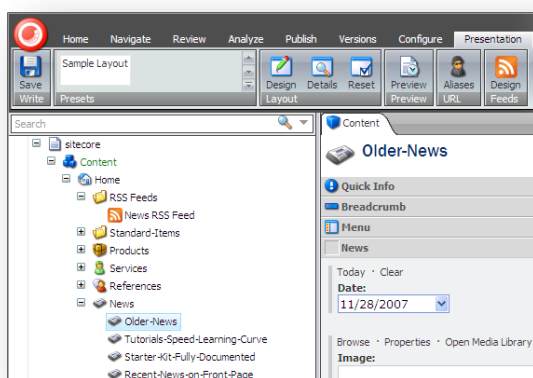 Home Navigate Review Analyze Publish Versions Configure Presentation
Sample Layout
Save Design Details Reset Preview Aliases Design
Write Presets Layout Preview URL Feeds
Search
Content
sitecore
Content
Home
RSS Feeds
News RSS Feed
Standard-Items
Products
Services
References
News
Older-News
Tutorials-Speed-Learning-Curve
Starter-Kit-Fully-Documented
Recent-News-on-Front-Page
Older-News
Quick Info
Breadcrumb
Menu
News
Today · Clear
Date:
11/28/2007
Browse · Properties · Open Media Library
Image: